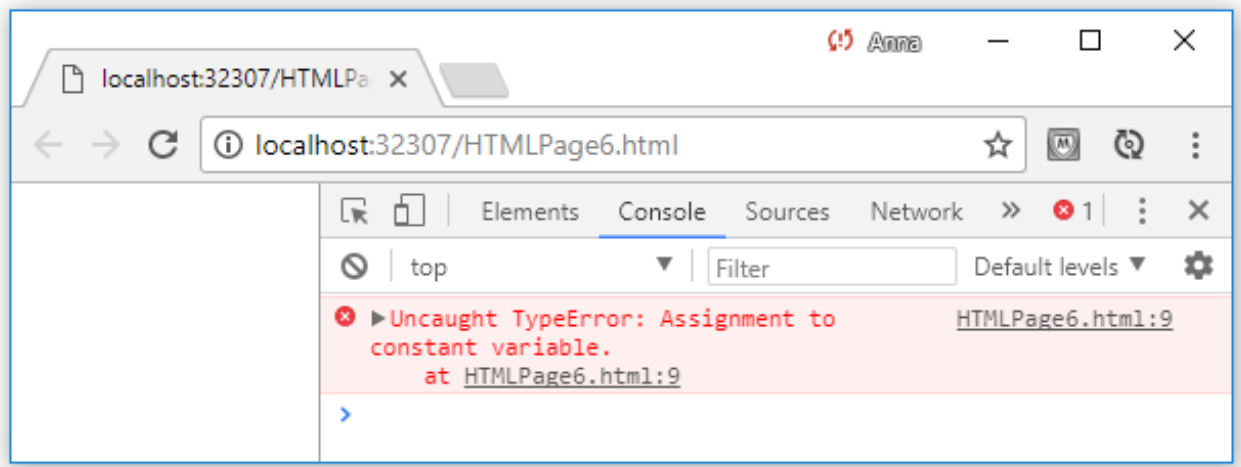 Anna
localhost:32307/HTMLPa
localhost:32307/HTMLPage6.html
Elements Console Sources Network » 1
top Filter Default levels
Uncaught TypeError: Assignment to HTMLPage6.html:9
constant variable.
at HTMLPage6.html:9
>